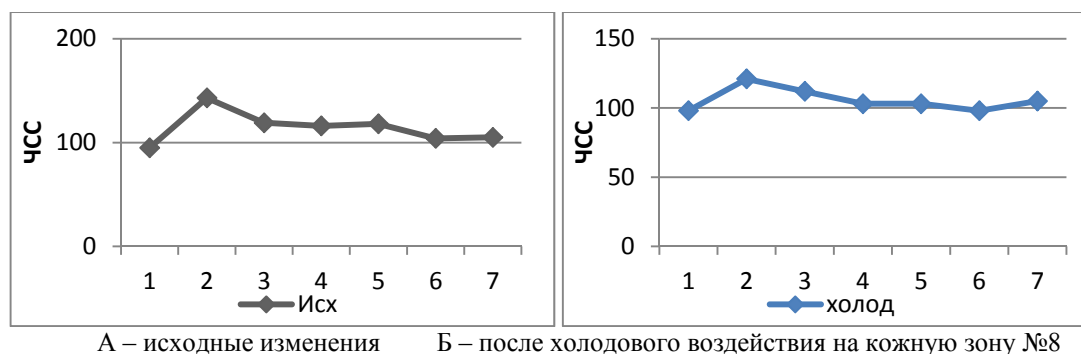 200
100
0
ЧСС
1 2 3 4 5 6 7
Исх
150
100
50
0
ЧСС
1 2 3 4 5 6 7
холод
А – исходные изменения Б – после холодового воздействия на кожную зону №8